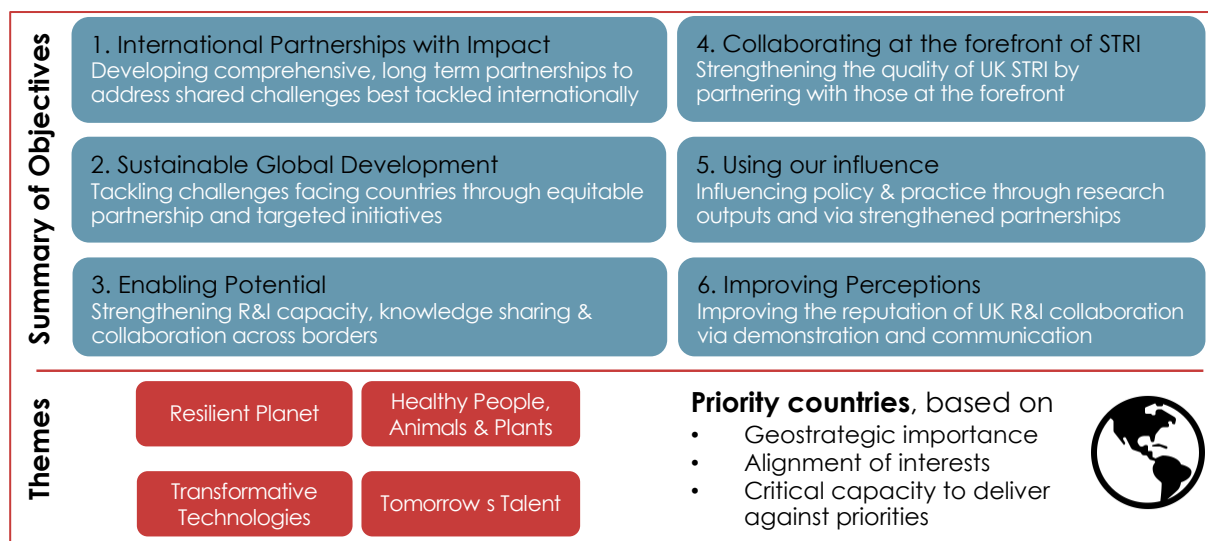 Summary of Objectives
1. International Partnerships with Impact
Developing comprehensive, long term partnerships to
address shared challenges best tackled internationally
2. Sustainable Global Development
Tackling challenges facing countries through equitable
partnership and targeted initiatives
3. Enabling Potential
Strengthening R&I capacity, knowledge sharing &
collaboration across borders
4. Collaborating at the forefront of STRI
Strengthening the quality of UK STRI by
partnering with those at the forefront
5. Using our influence
Influencing policy & practice through research
outputs and via strengthened partnerships
6. Improving Perceptions
Improving the reputation of UK R&I collaboration
via demonstration and communication
Themes
Resilient Planet
Healthy People,
Animals & Plants
Transformative
Technologies
Tomorrow s Talent
Priority countries, based on
• Geostrategic importance
• Alignment of interests
• Critical capacity to deliver
against priorities